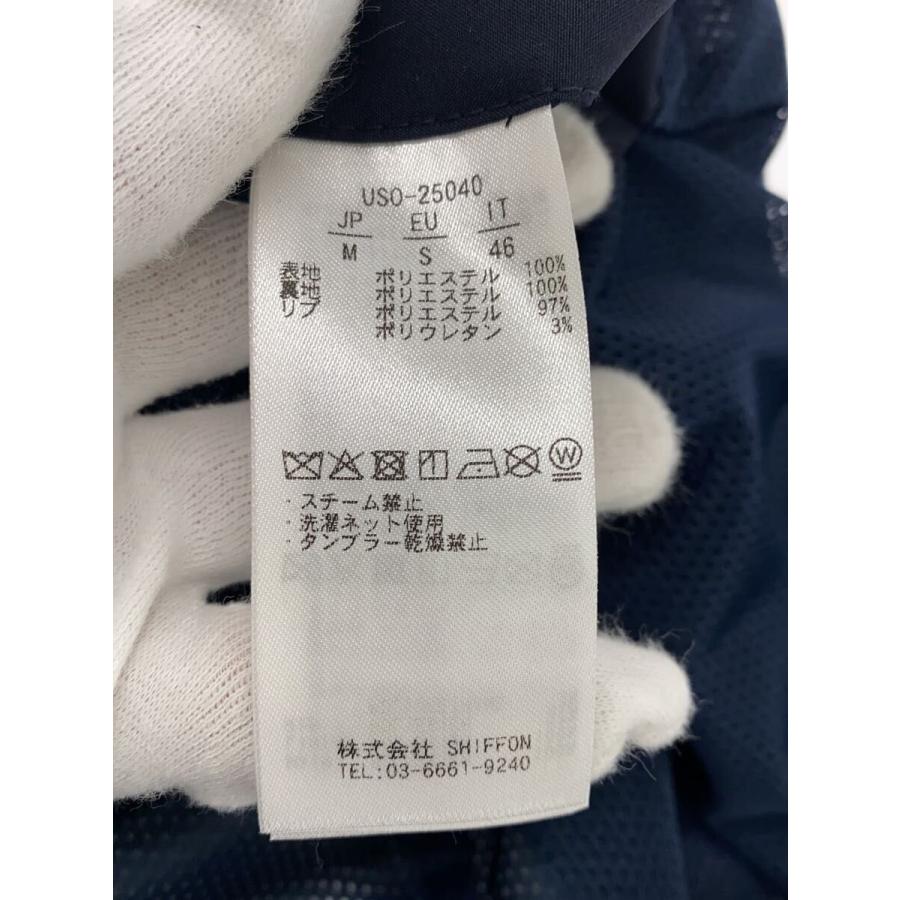 USO-25040
JP EU IT
M S 46
表地 ポリエステル 100%
裏地 ポリエステル 100%
リブ ポリエステル 97%
ポリウレタン 3%
・スチーム禁止
・洗濯ネット使用
・タンブラー乾燥禁止
株式会社 SHIFFON
TEL:03-6661-9240